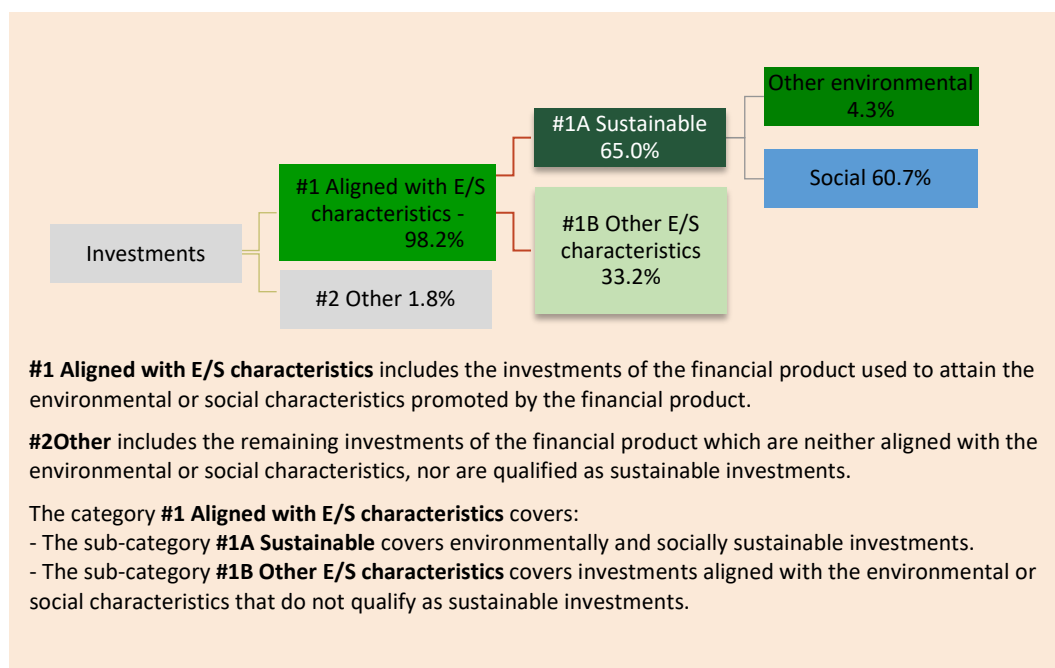 Other environmental
4.3%
#1A Sustainable
65.0%
Social 60.7%
#1 Aligned with E/S
characteristics -
98.2%
#1B Other E/S
characteristics
33.2%
Investments
#2 Other 1.8%
#1 Aligned with E/S characteristics includes the investments of the financial product used to attain the
environmental or social characteristics promoted by the financial product.
#2Other includes the remaining investments of the financial product which are neither aligned with the
environmental or social characteristics, nor are qualified as sustainable investments.
The category #1 Aligned with E/S characteristics covers:
- The sub-category #1A Sustainable covers environmentally and socially sustainable investments.
- The sub-category #1B Other E/S characteristics covers investments aligned with the environmental or
social characteristics that do not qualify as sustainable investments.